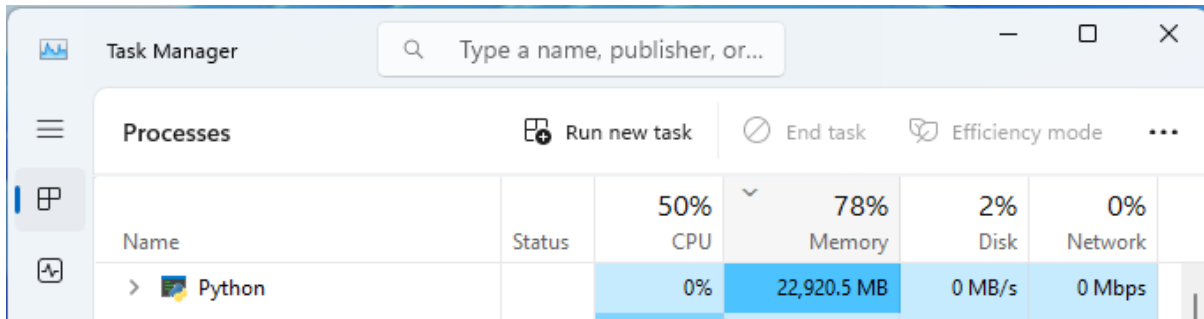 Task Manager
Type a name, publisher, or...
Processes
Run new task
End task
Efficiency mode
50% 78% 2% 0%
Name Status CPU Memory Disk Network
Python 0% 22,920.5 MB 0 MB/s 0 Mbps